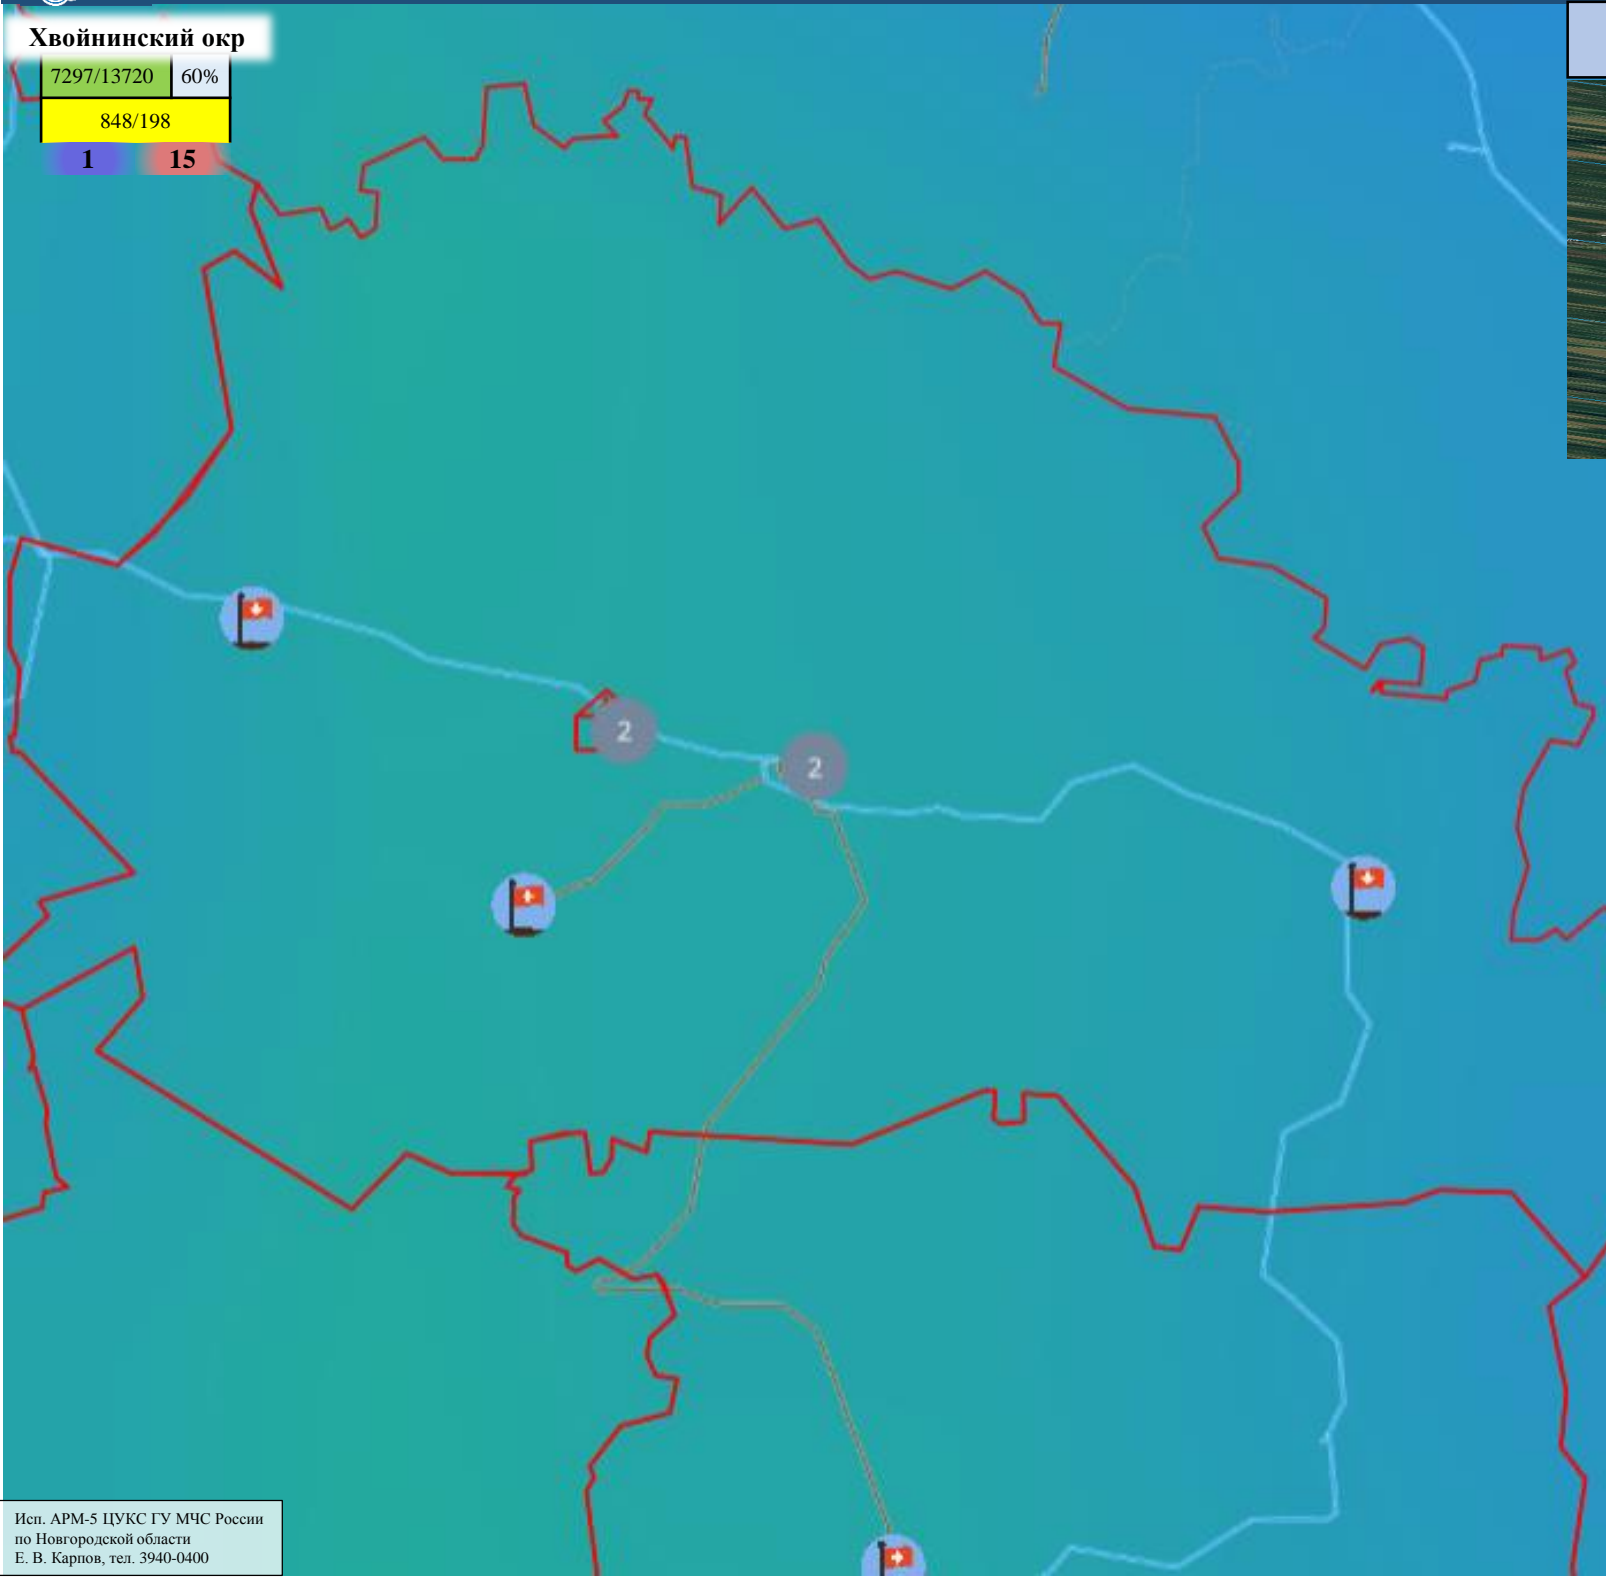 Хвойнинский окр
7297/13720 60%
848/198
1 15
2
2
Исп. АРМ-5 ЦУКС ГУ МЧС России
по Новгородской области
Е. В. Карпов, тел. 3940-0400